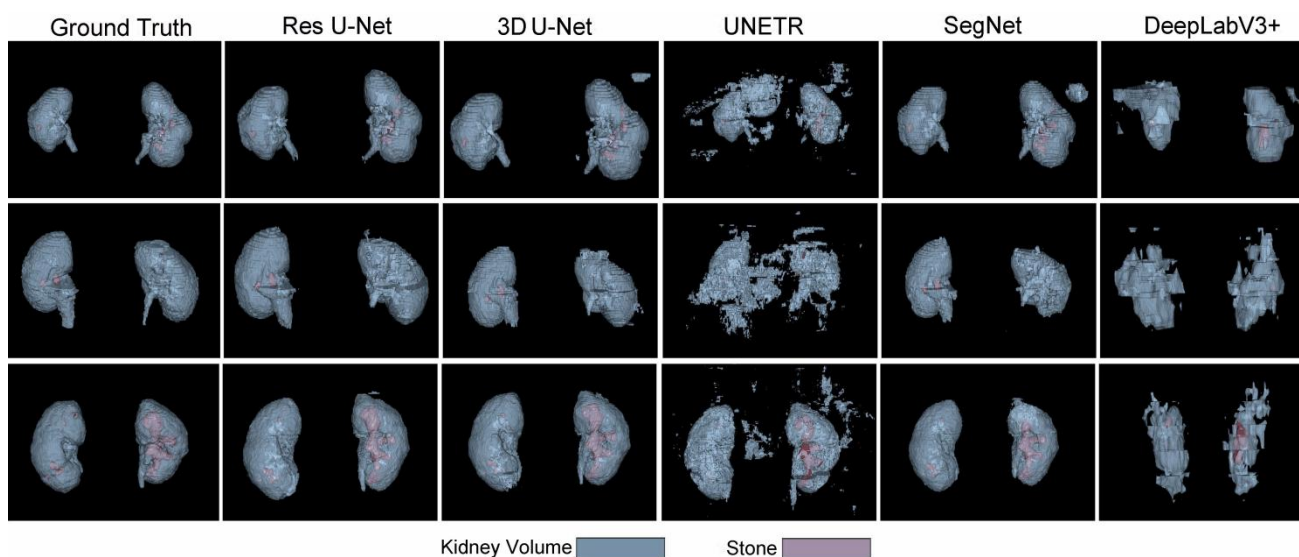 Ground Truth Res U-Net 3D U-Net UNETR SegNet DeepLabV3+
Kidney Volume Stone